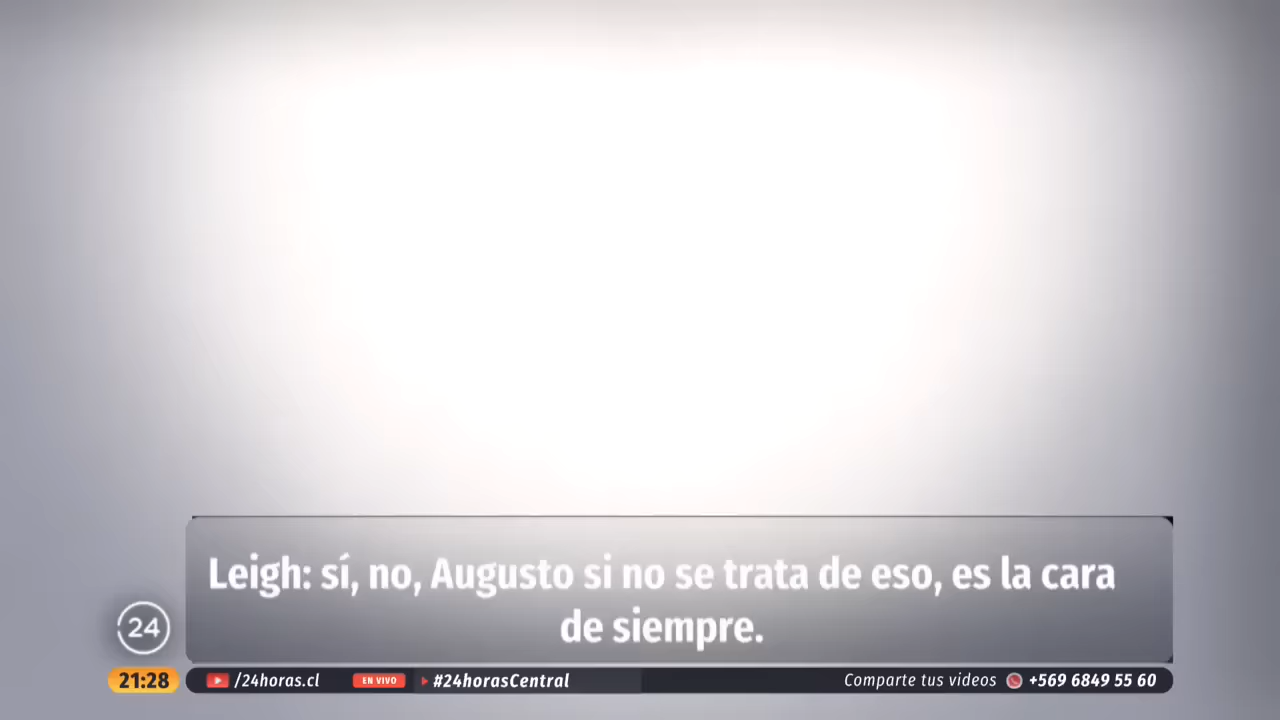 Leigh: sí, no, Augusto si no se trata de eso, es la cara
de siempre.
24
21:28 /24horas.cl EN VIVO #24horasCentral Comparte tus videos +569 6849 55 60